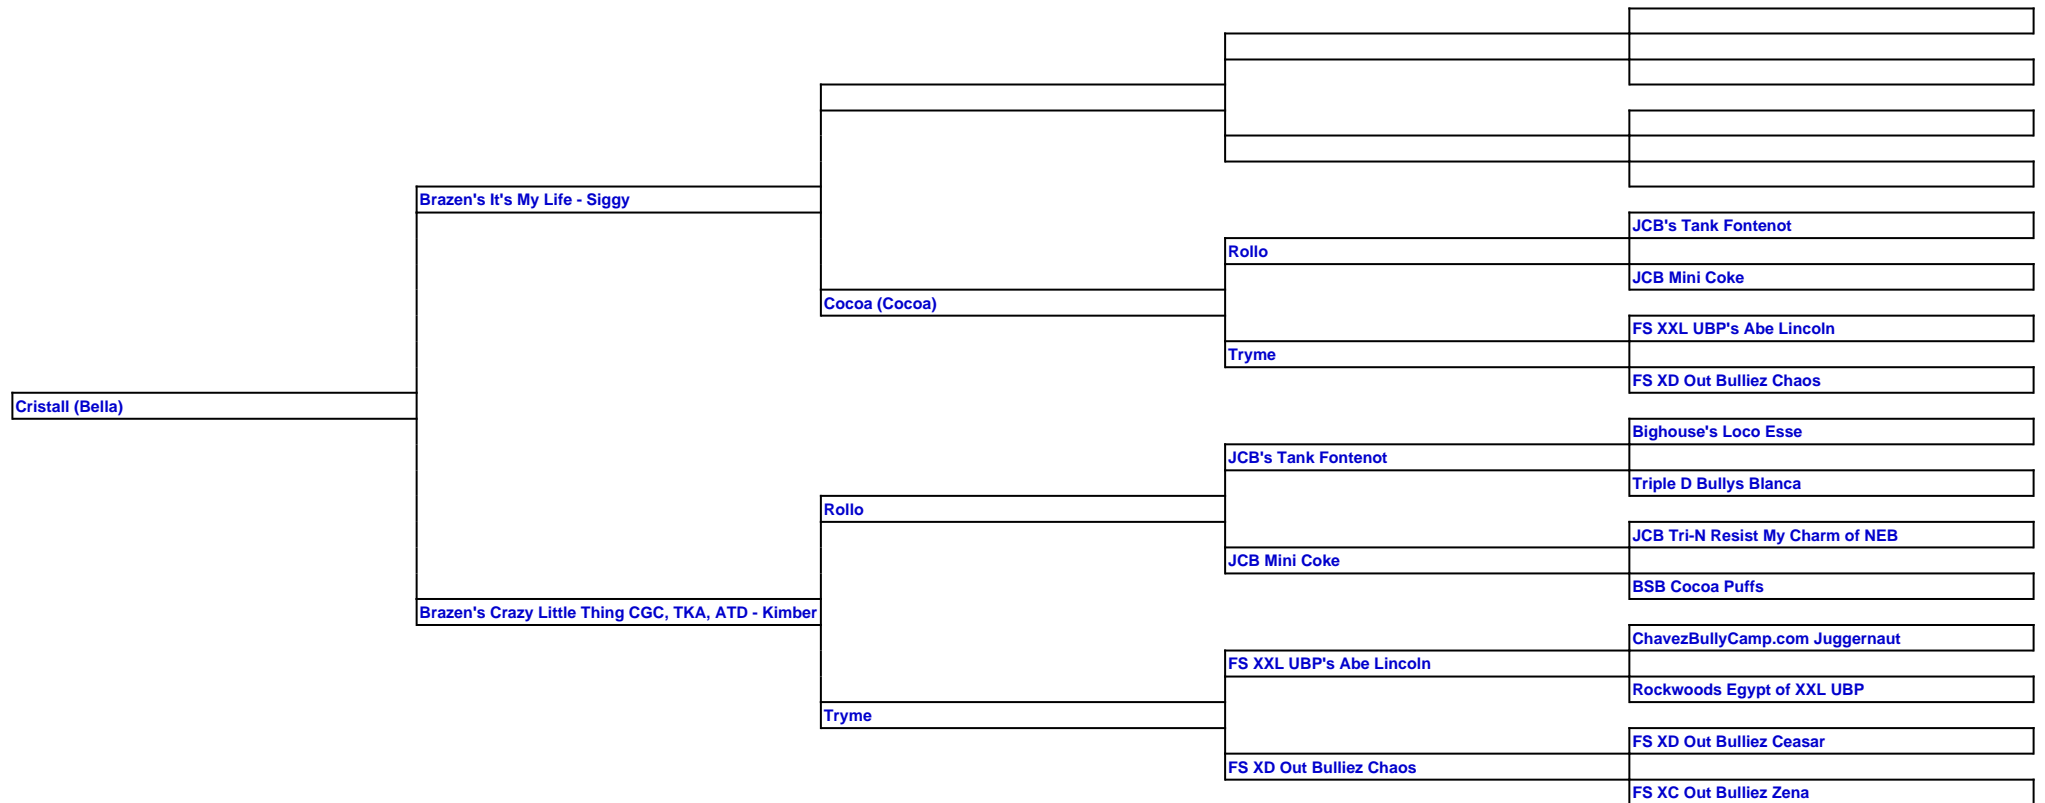 Brazen's It's My Life - Siggy
JCB's Tank Fontenot
Rollo
JCB Mini Coke
Cocoa (Cocoa)
FS XXL UBP's Abe Lincoln
Tryme
FS XD Out Bulliez Chaos
Cristall (Bella)
Bighouse's Loco Esse
JCB's Tank Fontenot
Triple D Bullys Blanca
Rollo
JCB Tri-N Resist My Charm of NEB
JCB Mini Coke
BSB Cocoa Puffs
Brazen's Crazy Little Thing CGC, TKA, ATD - Kimber
ChavezBullyCamp.com Juggernaut
FS XXL UBP's Abe Lincoln
Rockwoods Egypt of XXL UBP
Tryme
FS XD Out Bulliez Ceasar
FS XD Out Bulliez Chaos
FS XC Out Bulliez Zena